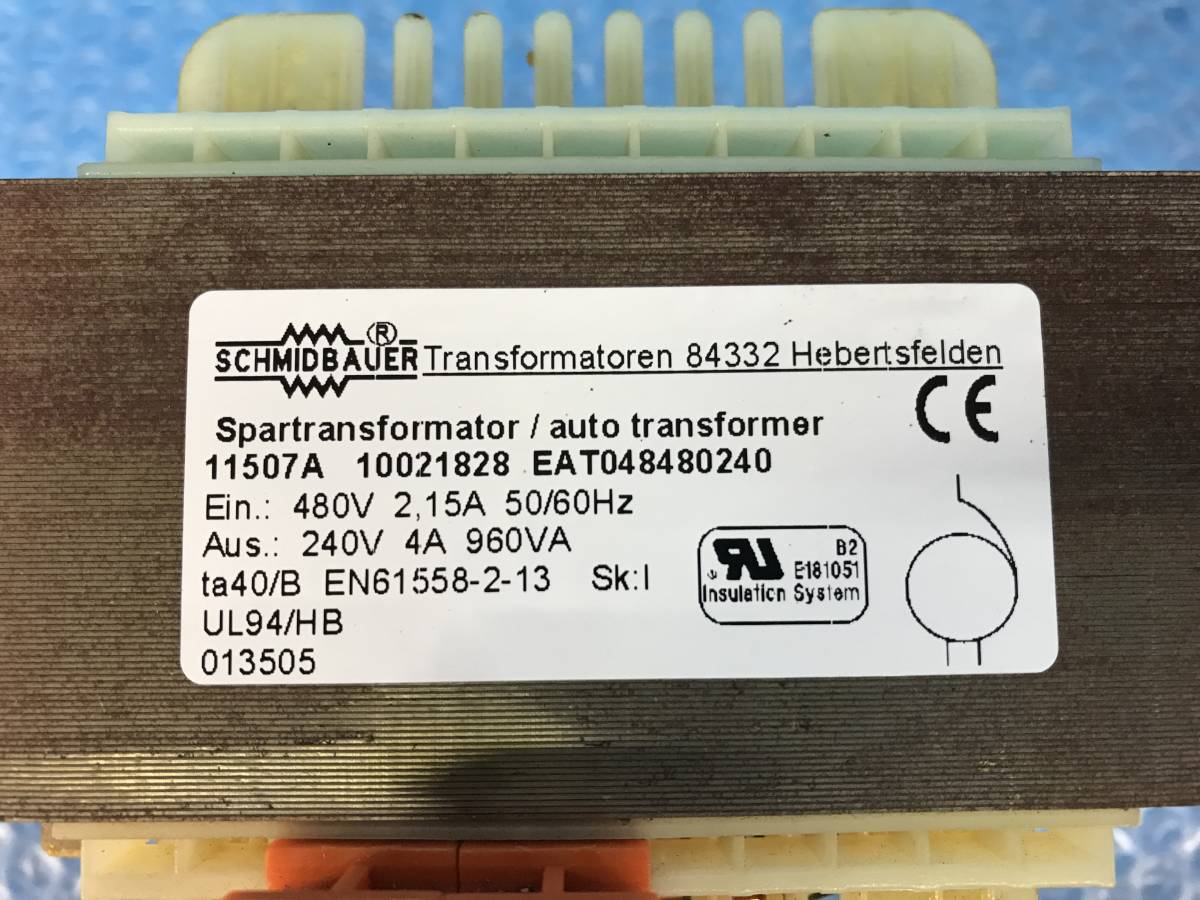 SCHMIDBAUER ® Transformatoren 84332 Hebertsfelden
CE
Spartransformator / auto transformer
11507A 10021828 EAT048480240
Ein.: 480V 2,15A 50/60Hz
Aus.: 240V 4A 960VA
ta40/B EN61558-2-13 Sk:I
UL94/HB
013505
RU B2
E181051
Insulation System